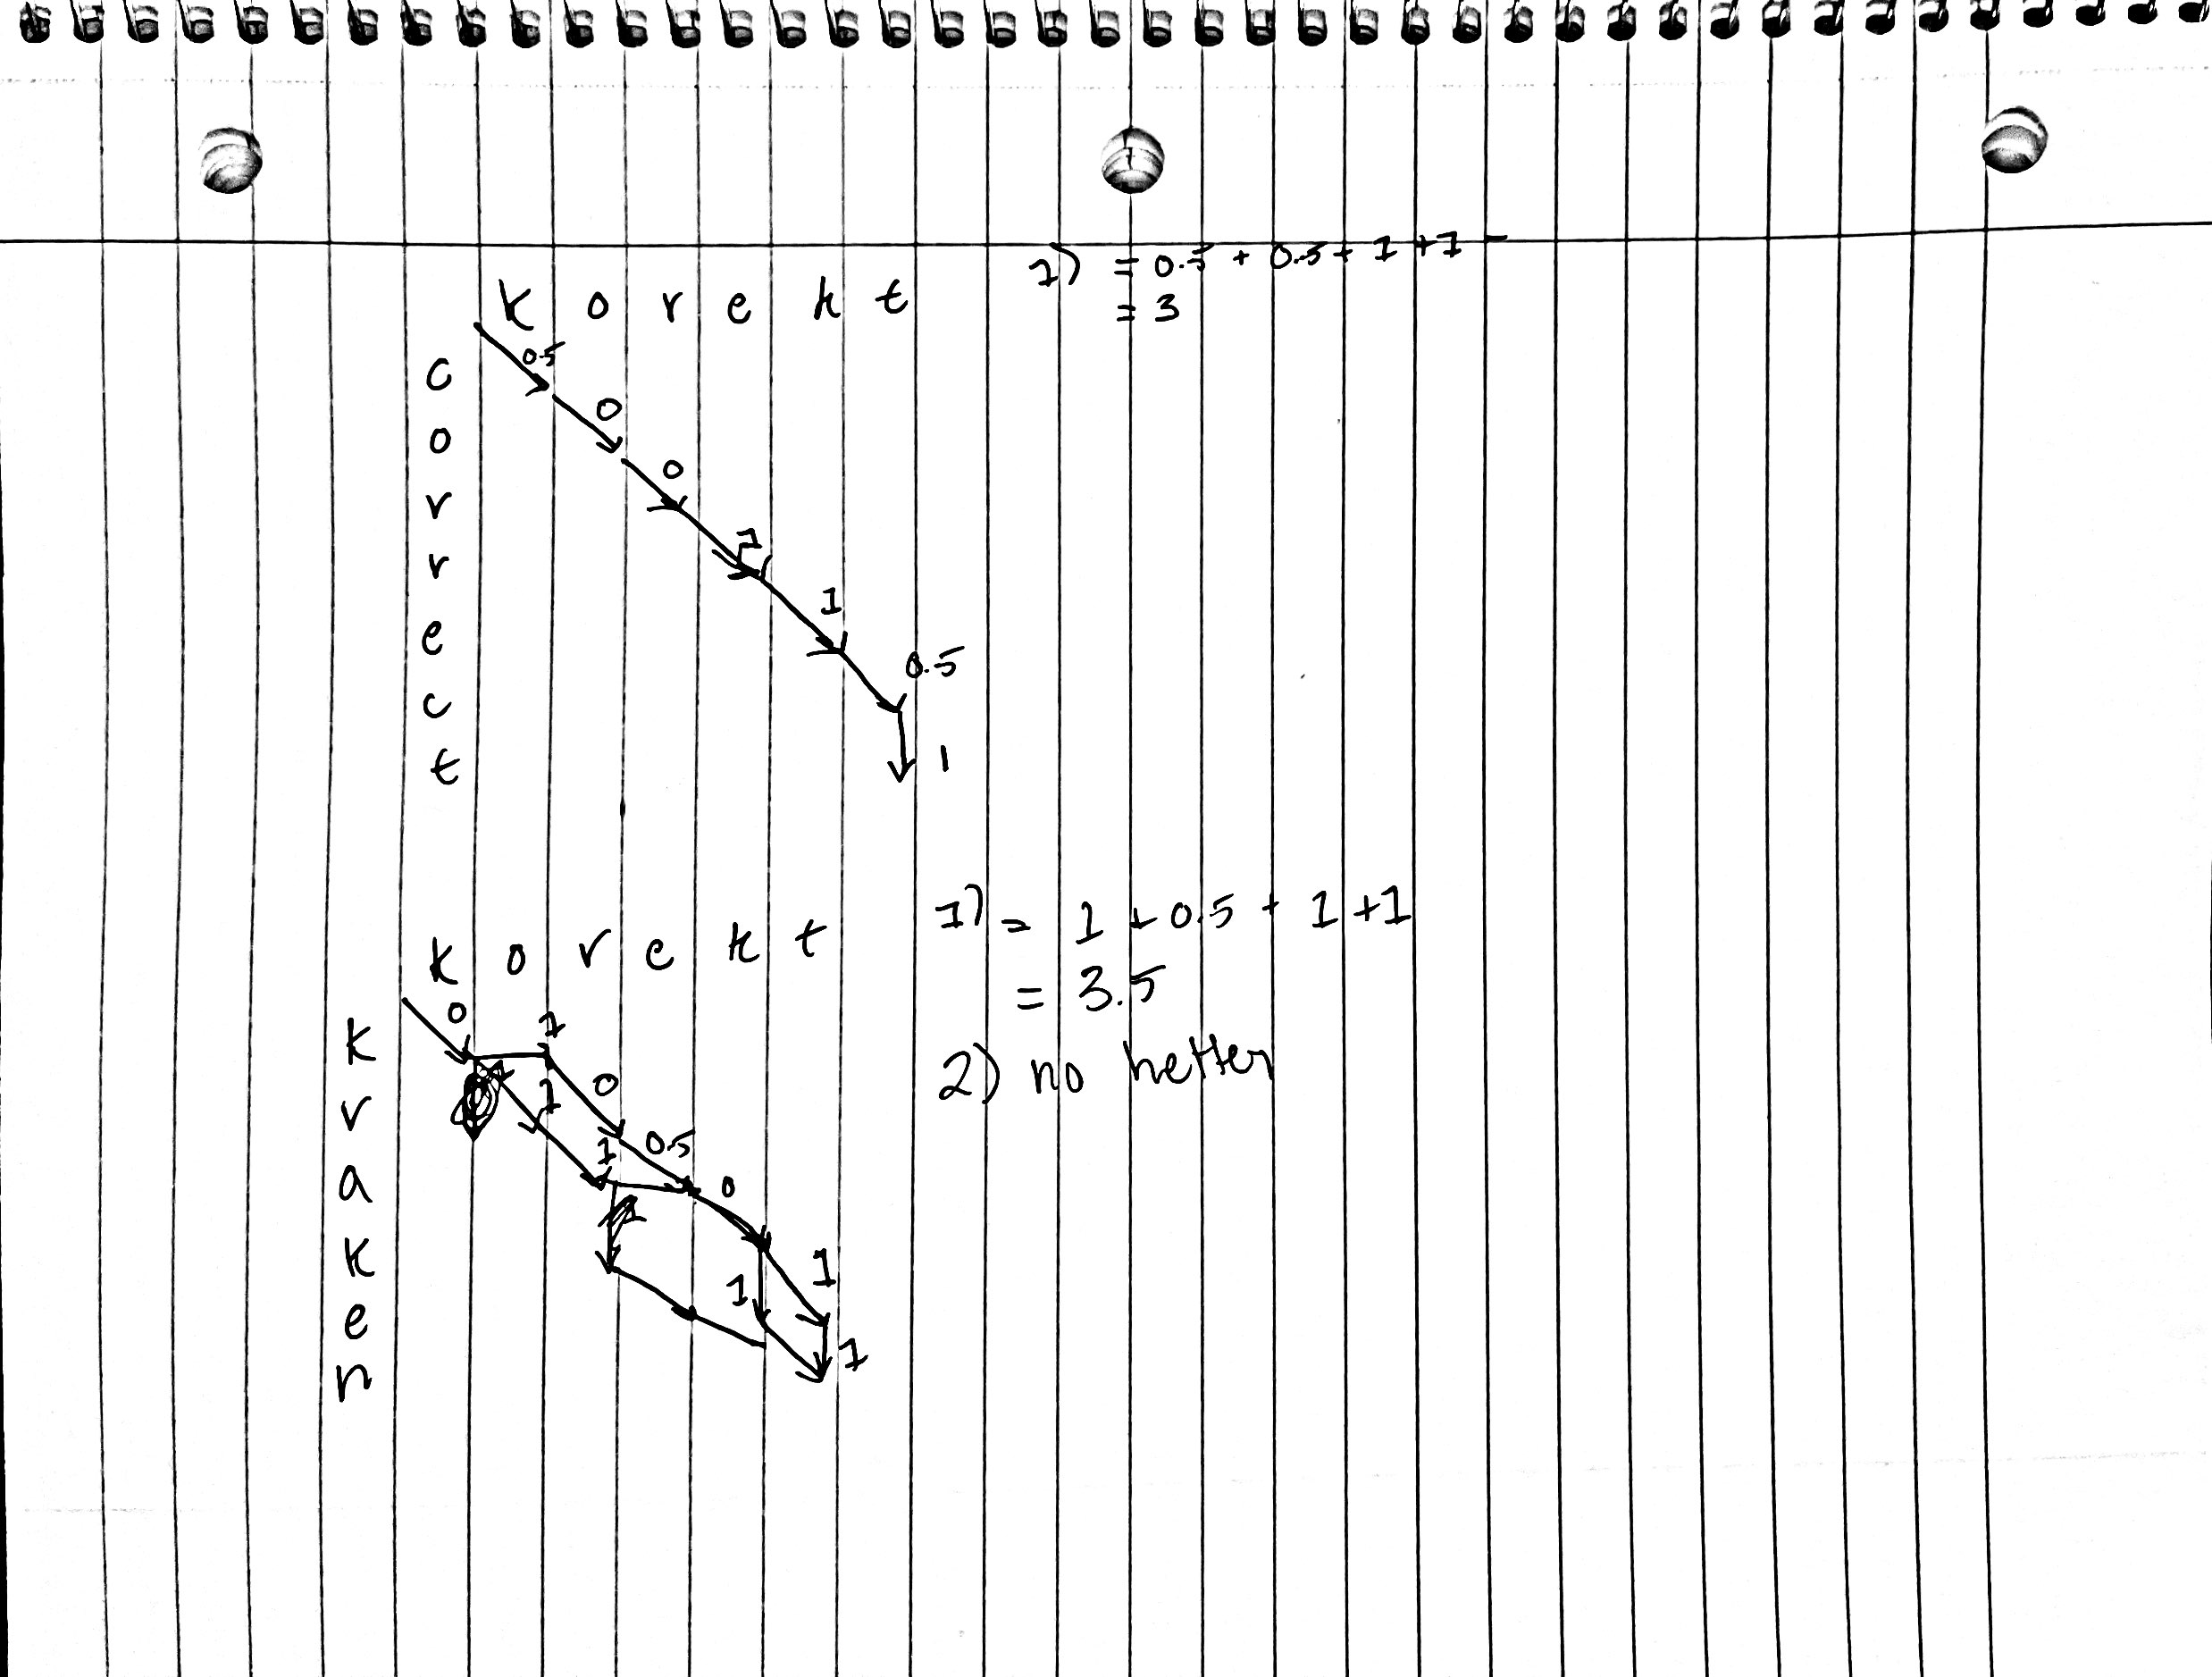 1) = 0.5 + 0.5 + 1 + 1
= 3
k o r e k t
0.5
c
0
o
0
r
1
r
1
e
0.5
c
1
t
1) = 1 + 0.5 + 1 + 1
= 3.5
k o r e k t
0
1
k
2) no better
0
1
r
0.5
1
a
0
k
1
1
e
1
n